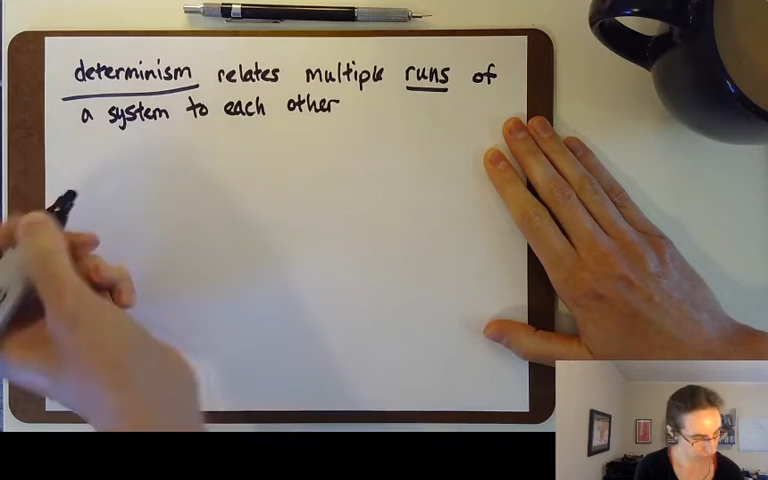 determinism relates multiple runs of
a system to each other